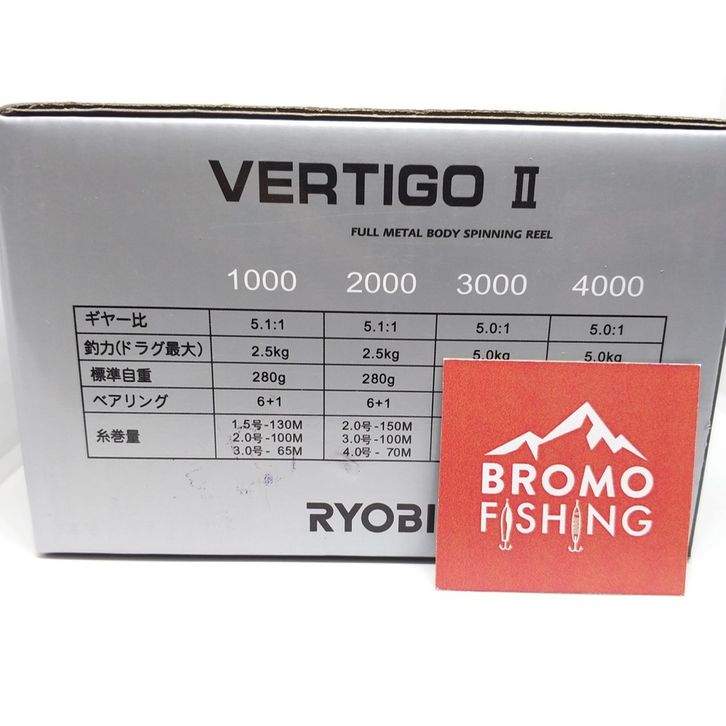 VERTIGO II
FULL METAL BODY SPINNING REEL
1000 2000 3000 4000
ギヤー比 5.1:1 5.1:1 5.0:1 5.0:1
釣力(ドラグ最大) 2.5kg 2.5kg 5.0kg 5.0kg
標準自重 280g 280g
ベアリング 6+1 6+1
糸巻量 1.5号-130M 2.0号-150M
2.0号-100M 3.0号-100M
3.0号- 65M 4.0号- 70M
RYOBI
BROMO
FISHING